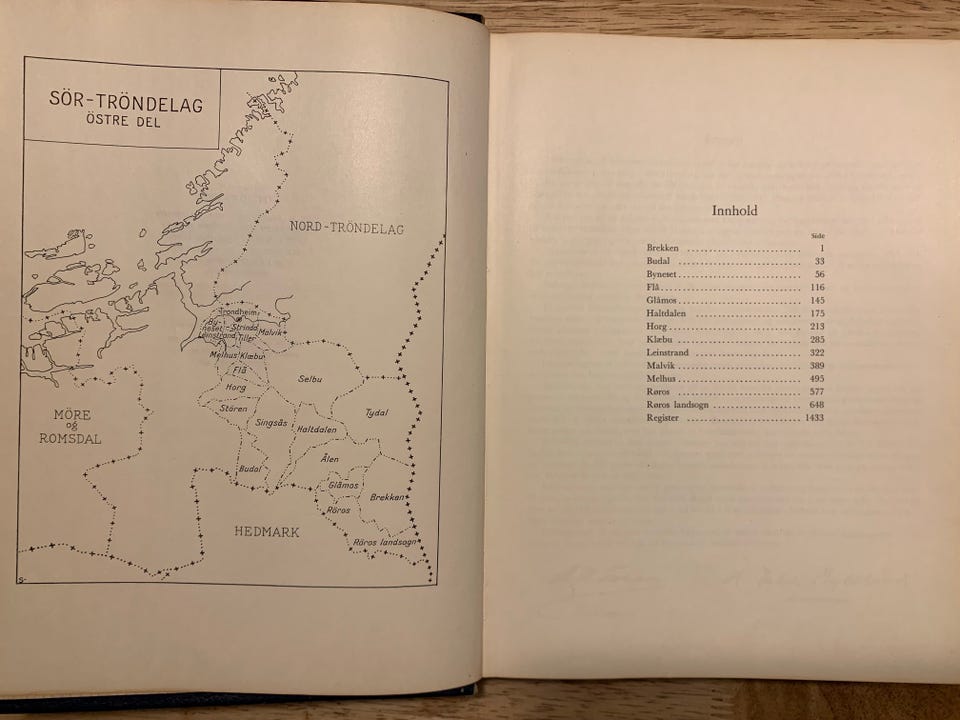 SÖR-TRÖNDELAG
ÖSTRE DEL
NORD-TRÖNDELAG
Trondheim
By-
neset
Strinda
Malvik
Leinstrand
Tiller
Melhus
Klæbu
Flå
Horg
Selbu
Stören
Singsås
Haltdalen
Tydal
MÖRE
og
ROMSDAL
Ålen
Budal
Glåmos
Brekken
Röros
HEDMARK
Röros landsogn
Innhold
Side
Brekken ........................... 1
Budal ........................... 33
Byneset ........................... 56
Flå ........................... 116
Glåmos ........................... 145
Haltdalen ........................... 175
Horg ........................... 213
Klæbu ........................... 285
Leinstrand ........................... 322
Malvik ........................... 389
Melhus ........................... 495
Røros ........................... 577
Røros landsogn ........................... 648
Register ........................... 1433